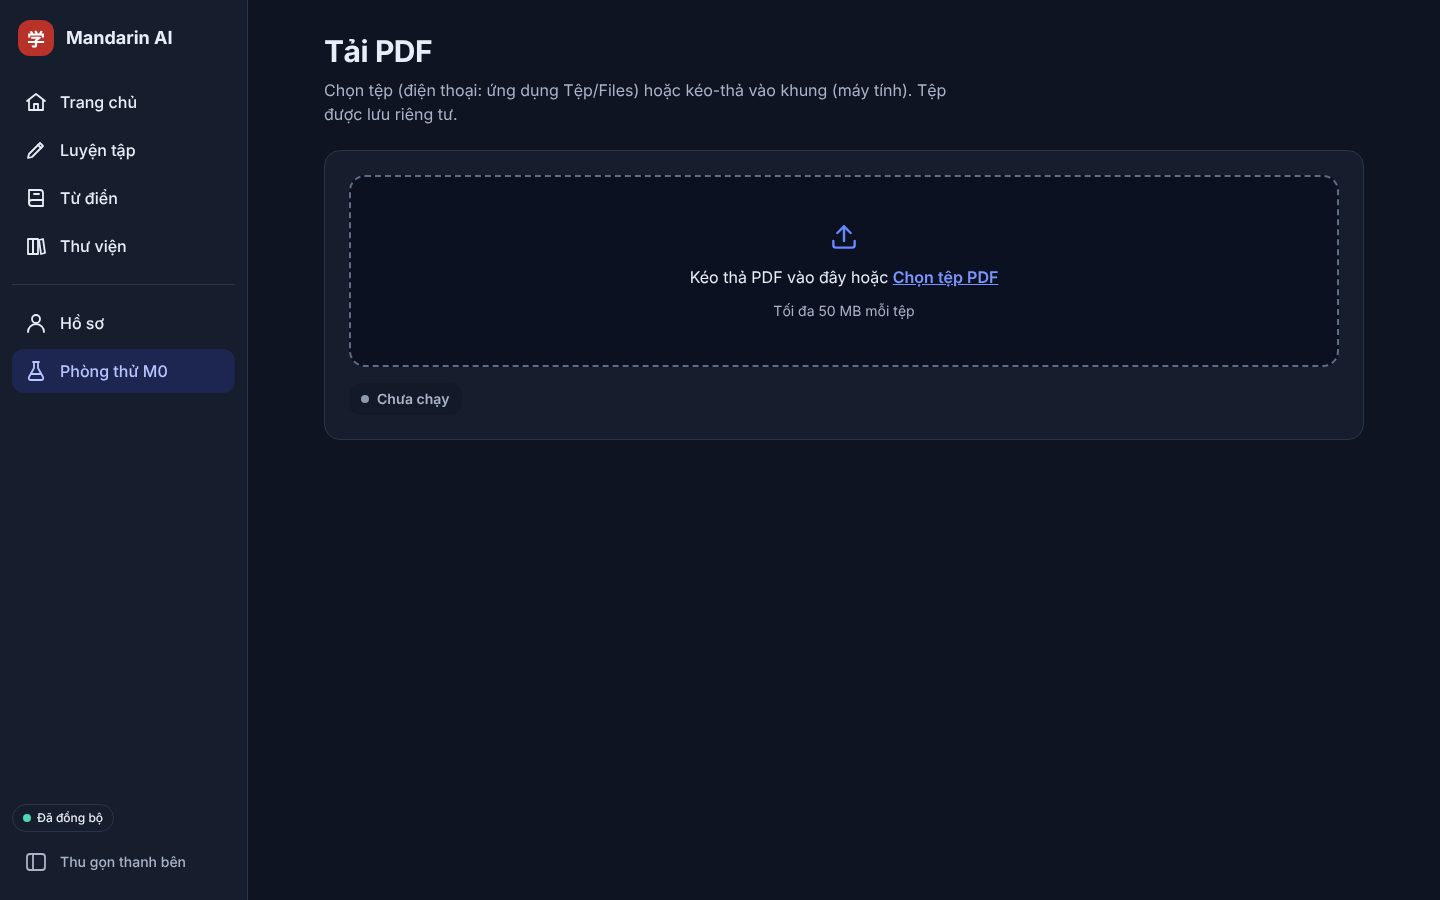 学 Mandarin AI
Trang chủ
Luyện tập
Từ điển
Thư viện
Hồ sơ
Phòng thử M0
Đã đồng bộ
Thu gọn thanh bên
Tải PDF
Chọn tệp (điện thoại: ứng dụng Tệp/Files) hoặc kéo-thả vào khung (máy tính). Tệp
được lưu riêng tư.
Kéo thả PDF vào đây hoặc Chọn tệp PDF
Tối đa 50 MB mỗi tệp
Chưa chạy